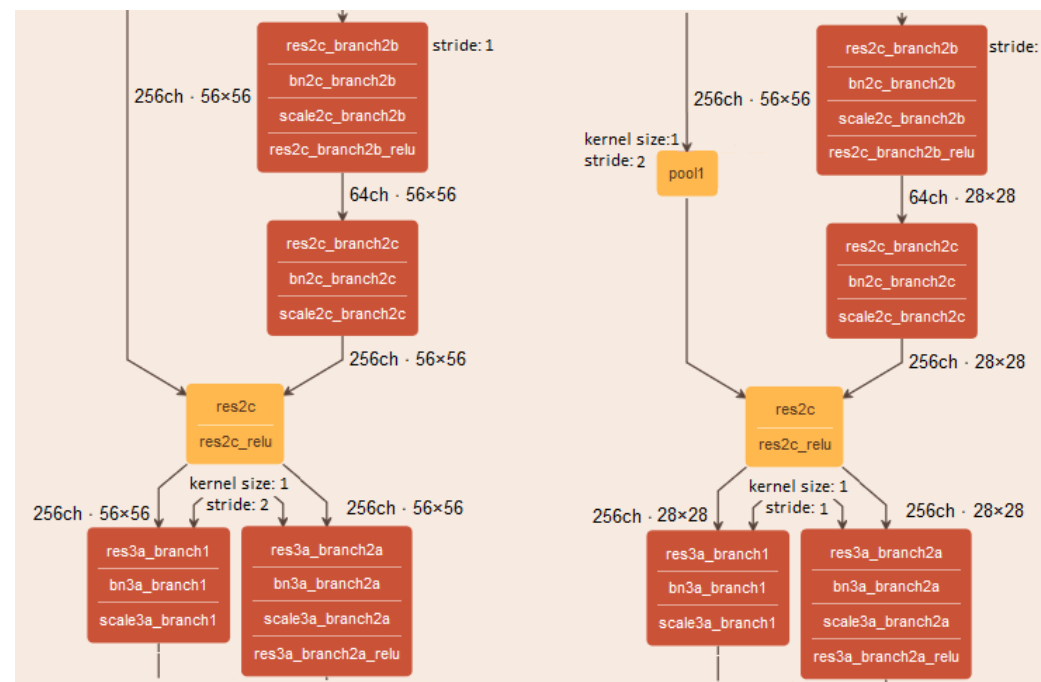 res2c_branch2b
stride: 1
bn2c_branch2b
256ch · 56×56
scale2c_branch2b
res2c_branch2b_relu
64ch · 56×56
res2c_branch2c
bn2c_branch2c
scale2c_branch2c
256ch · 56×56
res2c
res2c_relu
kernel size: 1
stride: 2
256ch · 56×56
256ch · 56×56
res3a_branch1
bn3a_branch1
scale3a_branch1
res3a_branch2a
bn3a_branch2a
scale3a_branch2a
res3a_branch2a_relu
res2c_branch2b
stride:
bn2c_branch2b
256ch · 56×56
scale2c_branch2b
res2c_branch2b_relu
kernel size:1
stride: 2
pool1
64ch · 28×28
res2c_branch2c
bn2c_branch2c
scale2c_branch2c
256ch · 28×28
res2c
res2c_relu
kernel size: 1
stride: 1
256ch · 28×28
256ch · 28×28
res3a_branch1
bn3a_branch1
scale3a_branch1
res3a_branch2a
bn3a_branch2a
scale3a_branch2a
res3a_branch2a_relu